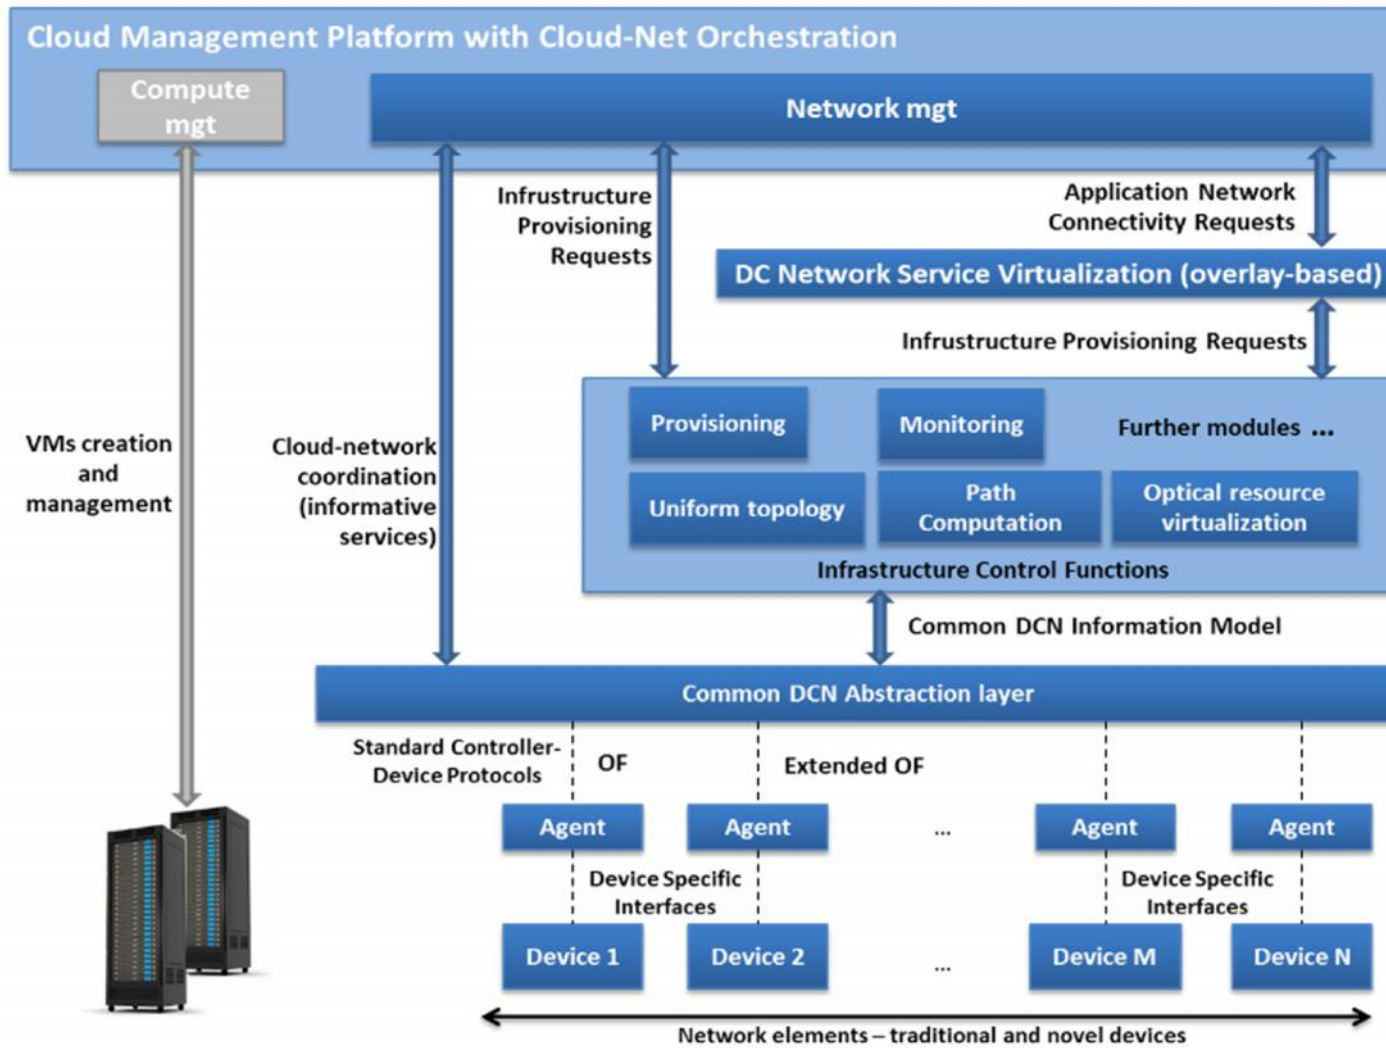 Cloud Management Platform with Cloud-Net Orchestration
Compute
mgt
Network mgt
Infrustructure
Provisioning
Requests
Application Network
Connectivity Requests
DC Network Service Virtualization (overlay-based)
Infrustructure Provisioning Requests
Provisioning
Monitoring
Further modules ...
VMs creation
and
management
Cloud-network
coordination
(informative
services)
Uniform topology
Path
Computation
Optical resource
virtualization
Infrastructure Control Functions
Common DCN Information Model
Common DCN Abstraction layer
Standard Controller-
Device Protocols
OF
Extended OF
Agent
Agent
...
Agent
Agent
Device Specific
Interfaces
Device Specific
Interfaces
Device 1
Device 2
...
Device M
Device N
Network elements – traditional and novel devices